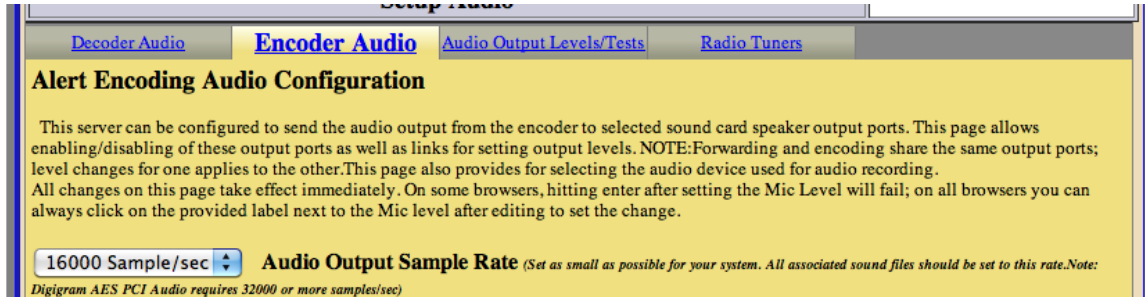 Setup Audio
Decoder Audio Encoder Audio Audio Output Levels/Tests Radio Tuners
Alert Encoding Audio Configuration
This server can be configured to send the audio output from the encoder to selected sound card speaker output ports. This page allows
enabling/disabling of these output ports as well as links for setting output levels. NOTE:Forwarding and encoding share the same output ports;
level changes for one applies to the other.This page also provides for selecting the audio device used for audio recording.
All changes on this page take effect immediately. On some browsers, hitting enter after setting the Mic Level will fail; on all browsers you can
always click on the provided label next to the Mic level after editing to set the change.
16000 Sample/sec Audio Output Sample Rate (Set as small as possible for your system. All associated sound files should be set to this rate.Note:
Digigram AES PCI Audio requires 32000 or more samples/sec)